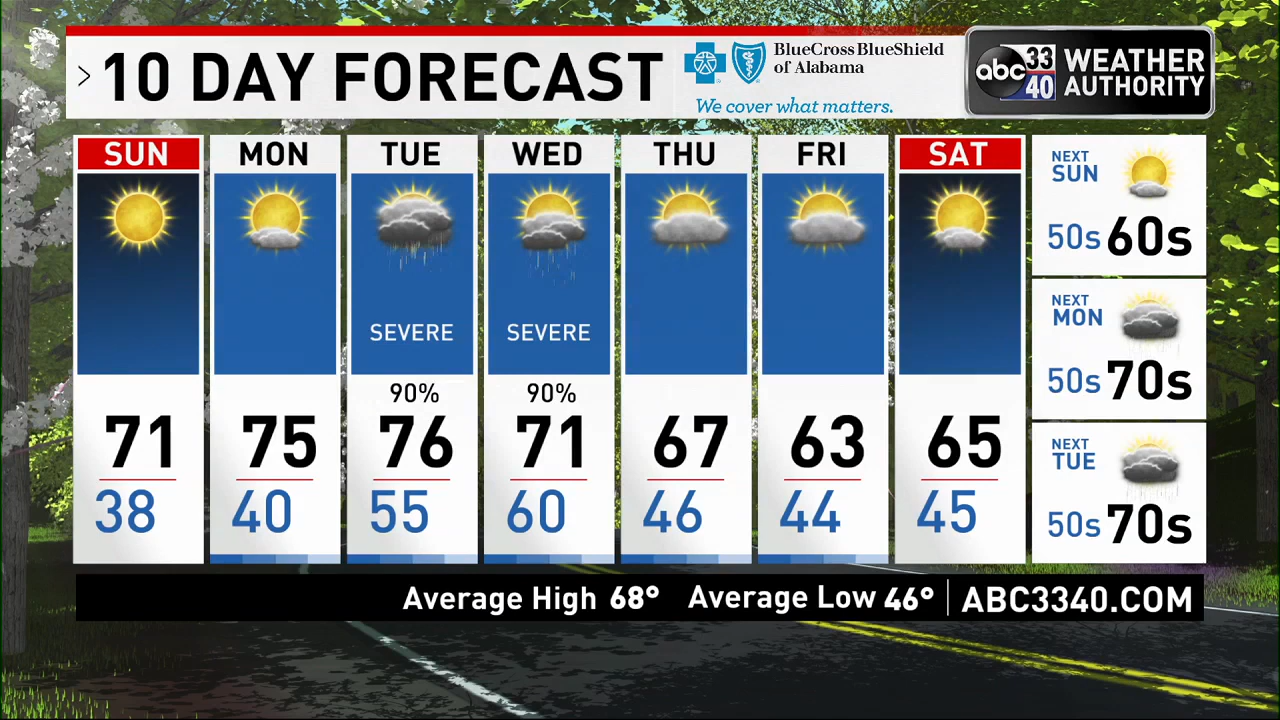 > 10 DAY FORECAST
BlueCross BlueShield
of Alabama
We cover what matters.
abc 33
40
WEATHER
AUTHORITY
SUN MON TUE WED THU FRI SAT
SEVERE SEVERE
90% 90%
71 75 76 71 67 63 65
38 40 55 60 46 44 45
NEXT
SUN
50s 60s
NEXT
MON
50s 70s
NEXT
TUE
50s 70s
Average High 68° Average Low 46° ABC3340.COM